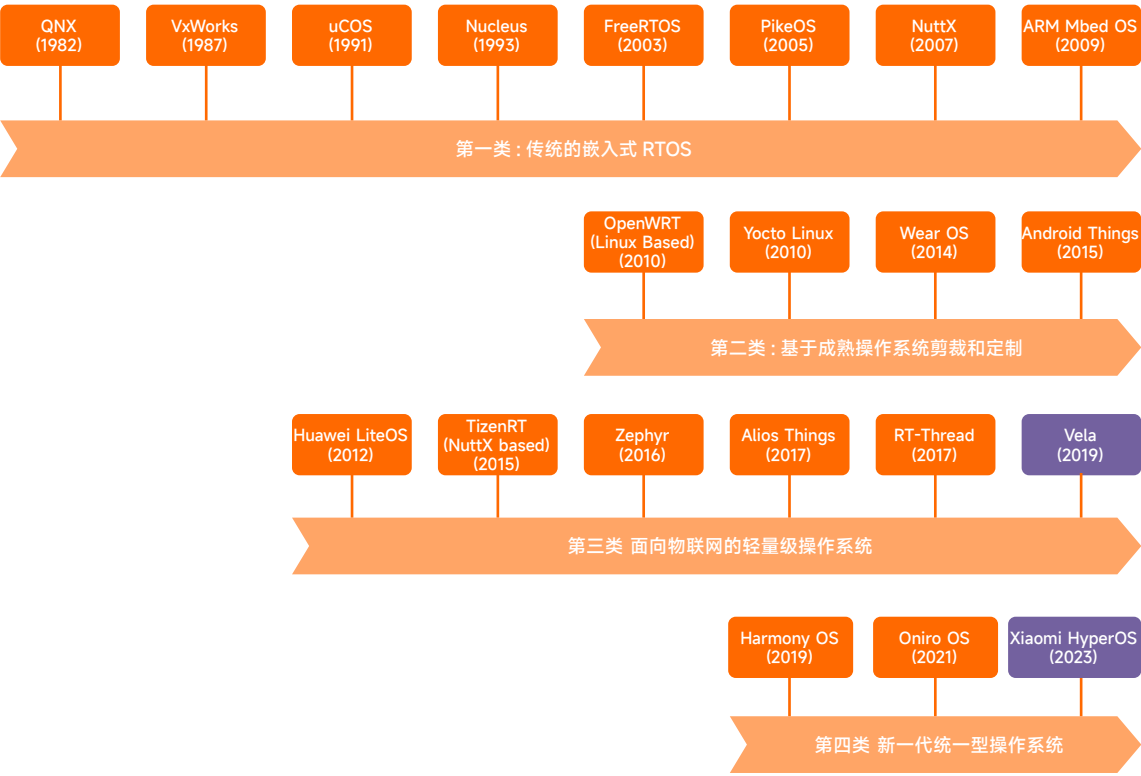 QNX
(1982)
VxWorks
(1987)
uCOS
(1991)
Nucleus
(1993)
FreeRTOS
(2003)
PikeOS
(2005)
NuttX
(2007)
ARM Mbed OS
(2009)
第一类 : 传统的嵌入式 RTOS
OpenWRT
(Linux Based)
(2010)
Yocto Linux
(2010)
Wear OS
(2014)
Android Things
(2015)
第二类 : 基于成熟操作系统剪裁和定制
Huawei LiteOS
(2012)
TizenRT
(NuttX based)
(2015)
Zephyr
(2016)
Alios Things
(2017)
RT-Thread
(2017)
Vela
(2019)
第三类 面向物联网的轻量级操作系统
Harmony OS
(2019)
Oniro OS
(2021)
Xiaomi HyperOS
(2023)
第四类 新一代统一型操作系统